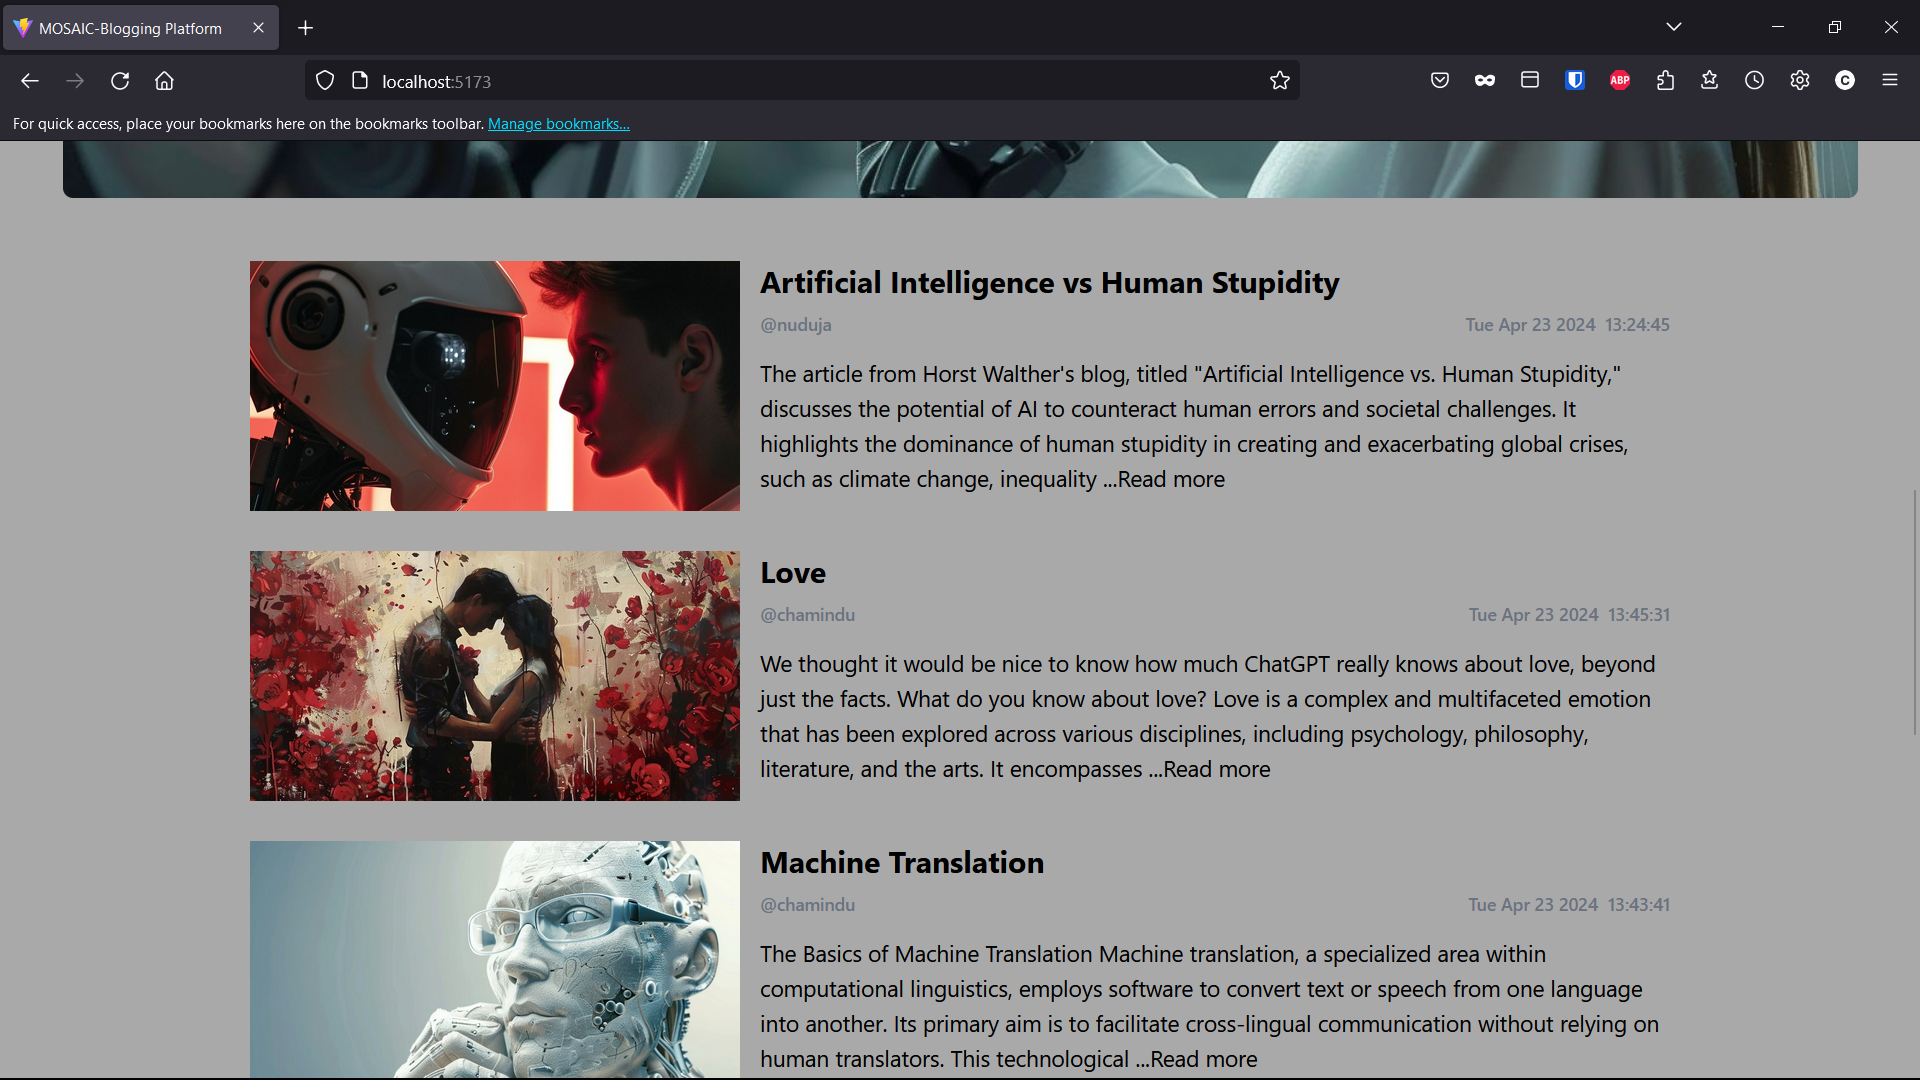 MOSAIC-Blogging Platform
localhost:5173
ABP
C
For quick access, place your bookmarks here on the bookmarks toolbar. Manage bookmarks...
Artificial Intelligence vs Human Stupidity
@nuduja Tue Apr 23 2024 13:24:45
The article from Horst Walther's blog, titled "Artificial Intelligence vs. Human Stupidity,"
discusses the potential of AI to counteract human errors and societal challenges. It
highlights the dominance of human stupidity in creating and exacerbating global crises,
such as climate change, inequality ...Read more
Love
@chamindu Tue Apr 23 2024 13:45:31
We thought it would be nice to know how much ChatGPT really knows about love, beyond
just the facts. What do you know about love? Love is a complex and multifaceted emotion
that has been explored across various disciplines, including psychology, philosophy,
literature, and the arts. It encompasses ...Read more
Machine Translation
@chamindu Tue Apr 23 2024 13:43:41
The Basics of Machine Translation Machine translation, a specialized area within
computational linguistics, employs software to convert text or speech from one language
into another. Its primary aim is to facilitate cross-lingual communication without relying on
human translators. This technological ...Read more